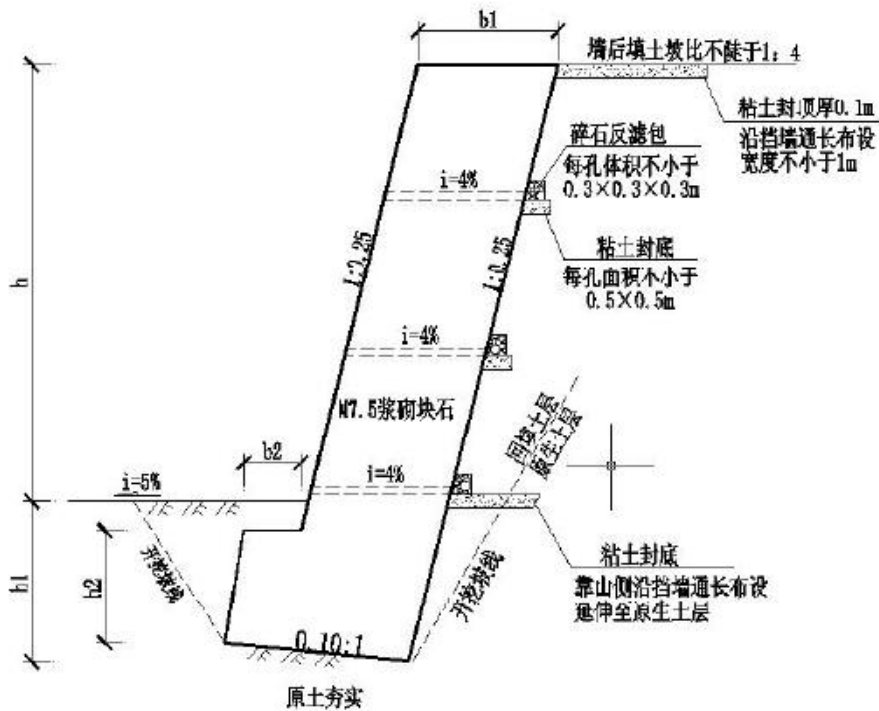 b1
墙后填土坡比不陡于1：4
粘土封顶厚0.1m
沿挡墙通长布设
宽度不小于1m
碎石反滤包
每孔体积不小于
0.3×0.3×0.3m
i=4%
粘土封底
每孔面积不小于
0.5×0.5m
1:0.25
1:0.25
h
i=4%
M7.5浆砌块石
回填土层
原生土层
b2
i=4%
i=5%
开挖坡线
h1
h2
开挖坡线
粘土封底
靠山侧沿挡墙通长布设
延伸至原生土层
0.10:1
原土夯实